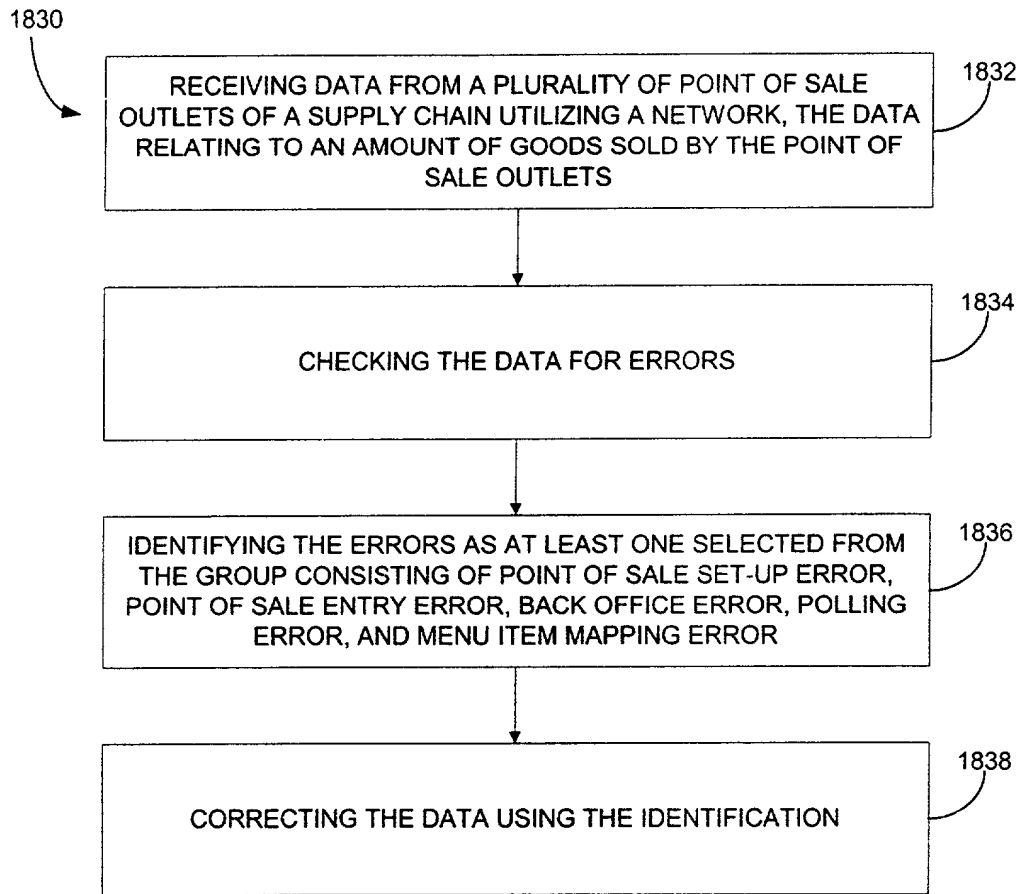 1830
RECEIVING DATA FROM A PLURALITY OF POINT OF SALE
OUTLETS OF A SUPPLY CHAIN UTILIZING A NETWORK, THE DATA
RELATING TO AN AMOUNT OF GOODS SOLD BY THE POINT OF
SALE OUTLETS
1832
CHECKING THE DATA FOR ERRORS
1834
IDENTIFYING THE ERRORS AS AT LEAST ONE SELECTED FROM
THE GROUP CONSISTING OF POINT OF SALE SET-UP ERROR,
POINT OF SALE ENTRY ERROR, BACK OFFICE ERROR, POLLING
ERROR, AND MENU ITEM MAPPING ERROR
1836
CORRECTING THE DATA USING THE IDENTIFICATION
1838